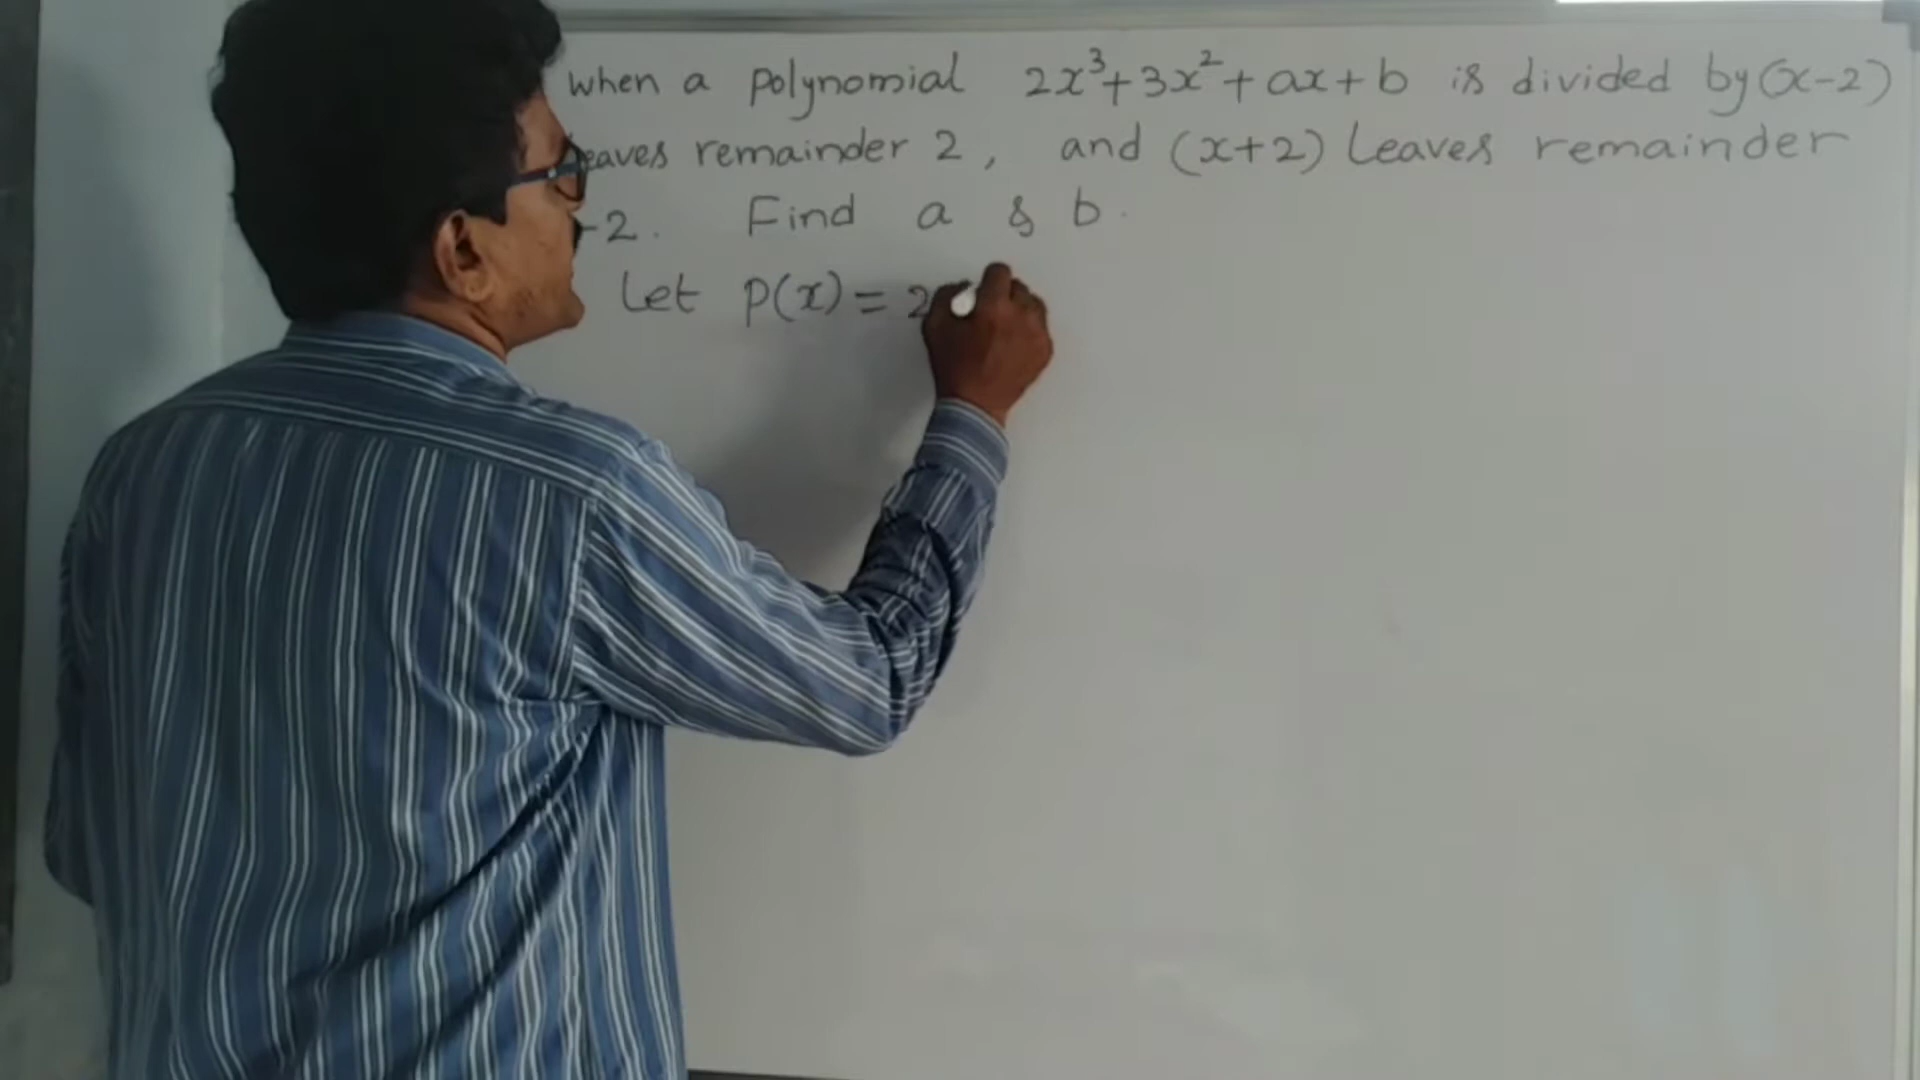 when a polynomial 2x³+3x²+ax+b is divided by (x-2)
eaves remainder 2, and (x+2) leaves remainder
-2. Find a & b.
Let p(x) = 2